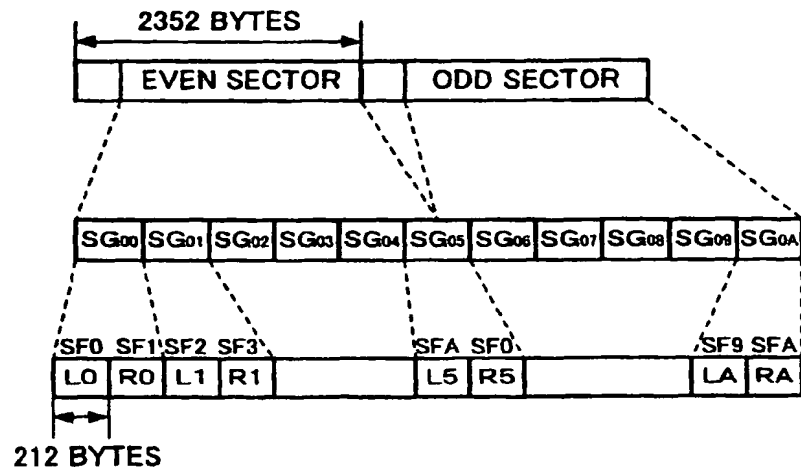 2352 BYTES
EVEN SECTOR ODD SECTOR
SG00 SG01 SG02 SG03 SG04 SG05 SG06 SG07 SG08 SG09 SG0A
SF0 SF1 SF2 SF3 SFA SF0 SF9 SFA
L0 R0 L1 R1 L5 R5 LA RA
212 BYTES